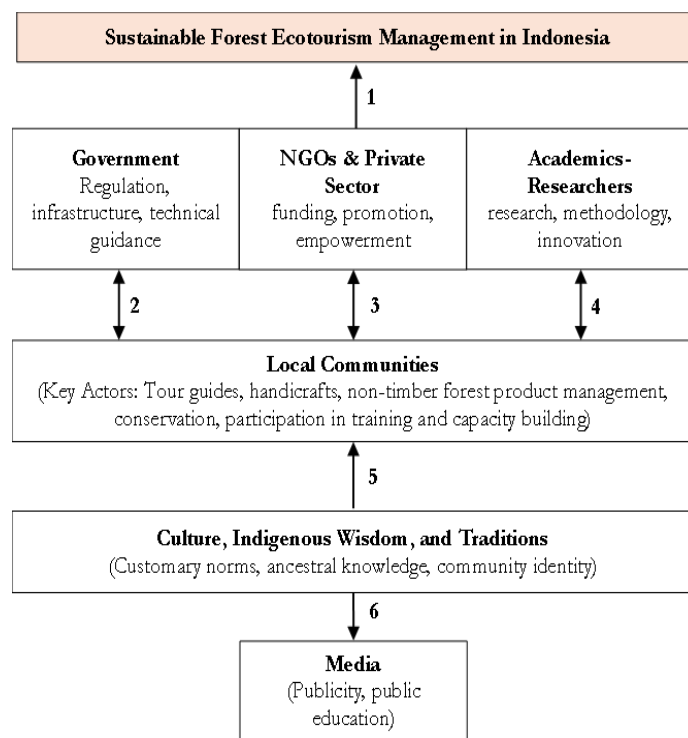 Sustainable Forest Ecotourism Management in Indonesia
1
Government
Regulation,
infrastructure, technical
guidance
NGOs & Private
Sector
funding, promotion,
empowerment
Academics-
Researchers
research, methodology,
innovation
2
3
4
Local Communities
(Key Actors: Tour guides, handicrafts, non-timber forest product management,
conservation, participation in training and capacity building)
5
Culture, Indigenous Wisdom, and Traditions
(Customary norms, ancestral knowledge, community identity)
6
Media
(Publicity, public
education)